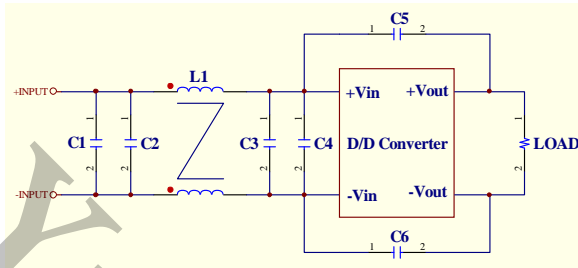 C5
1 2
L1
+INPUT
+Vin +Vout
1 1 1 1 1
C1 C2 C3 C4 D/D Converter LOAD
2 2 2 2 2
-INPUT
-Vin -Vout
C6
1 2